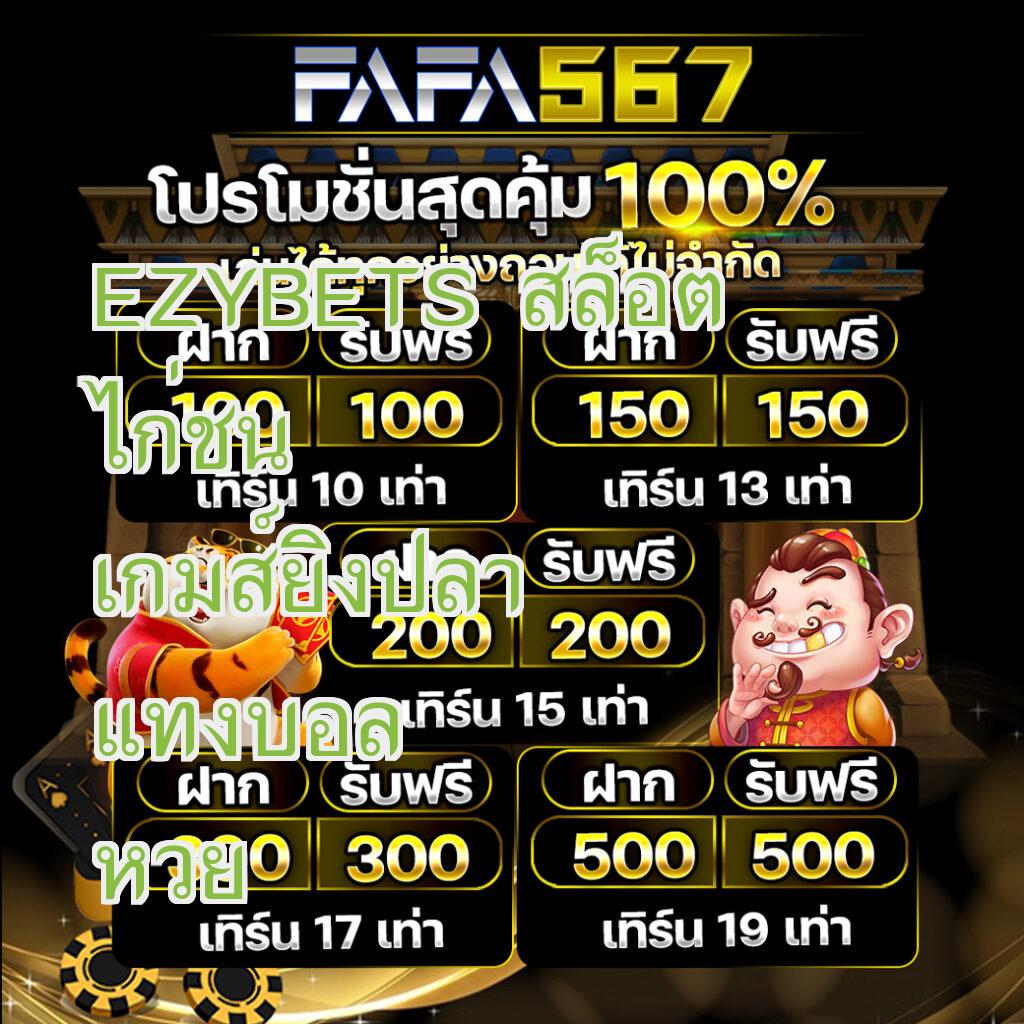 FAFA567
โปรโมชั่นสุดคุ้ม 100%
EZYBETS สล็อต
ฝาก รับฟรี ฝาก รับฟรี
100 100 150 150
ไก่ชน
เทิร์น 10 เท่า เทิร์น 13 เท่า
เกมส์ยิงปลา
ฝาก รับฟรี
200 200
แทงบอล
เทิร์น 15 เท่า
ฝาก รับฟรี ฝาก รับฟรี
300 300 500 500
หวย
เทิร์น 17 เท่า เทิร์น 19 เท่า